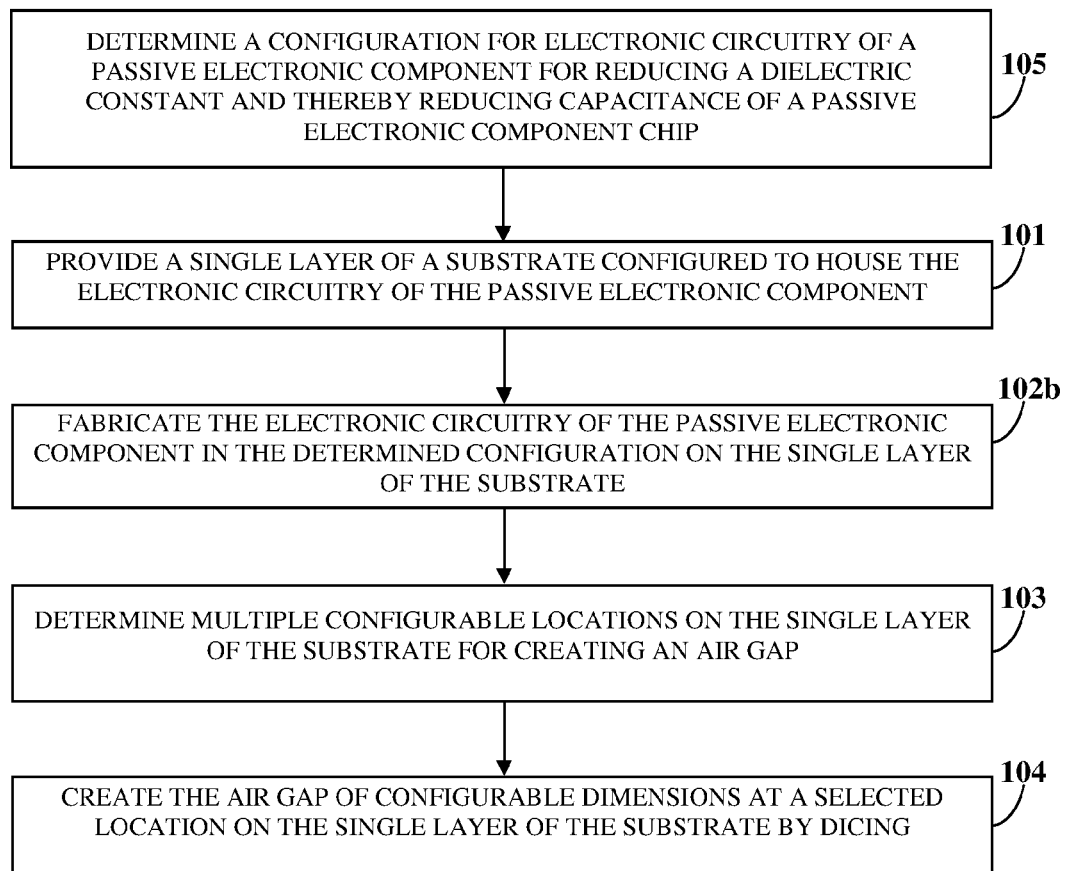 DETERMINE A CONFIGURATION FOR ELECTRONIC CIRCUITRY OF A
PASSIVE ELECTRONIC COMPONENT FOR REDUCING A DIELECTRIC
CONSTANT AND THEREBY REDUCING CAPACITANCE OF A PASSIVE
ELECTRONIC COMPONENT CHIP
105
PROVIDE A SINGLE LAYER OF A SUBSTRATE CONFIGURED TO HOUSE THE
ELECTRONIC CIRCUITRY OF THE PASSIVE ELECTRONIC COMPONENT
101
FABRICATE THE ELECTRONIC CIRCUITRY OF THE PASSIVE ELECTRONIC
COMPONENT IN THE DETERMINED CONFIGURATION ON THE SINGLE LAYER
OF THE SUBSTRATE
102b
DETERMINE MULTIPLE CONFIGURABLE LOCATIONS ON THE SINGLE LAYER
OF THE SUBSTRATE FOR CREATING AN AIR GAP
103
CREATE THE AIR GAP OF CONFIGURABLE DIMENSIONS AT A SELECTED
LOCATION ON THE SINGLE LAYER OF THE SUBSTRATE BY DICING
104